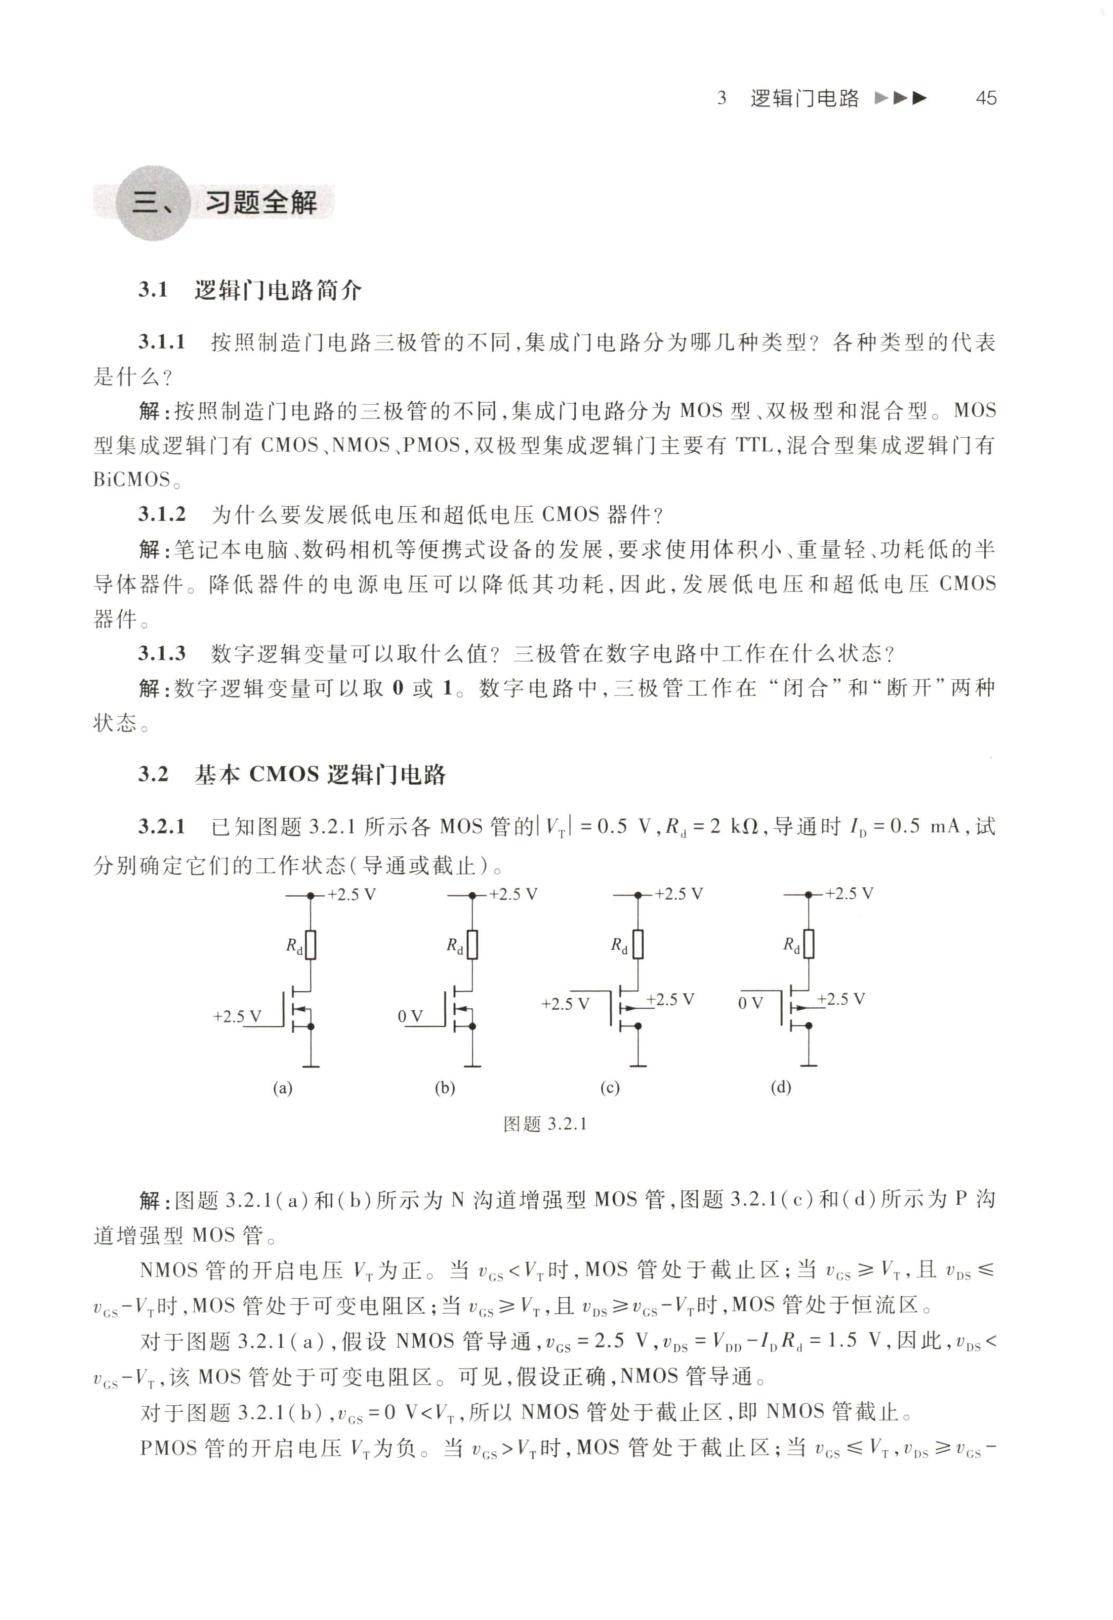 3 逻辑门电路 ▶▶▶ 45
三、 习题全解
3.1 逻辑门电路简介
3.1.1 按照制造门电路三极管的不同,集成门电路分为哪几种类型? 各种类型的代表
是什么?
解:按照制造门电路的三极管的不同,集成门电路分为 MOS 型、双极型和混合型。MOS
型集成逻辑门有 CMOS、NMOS、PMOS,双极型集成逻辑门主要有 TTL,混合型集成逻辑门有
BiCMOS。
3.1.2 为什么要发展低电压和超低电压 CMOS 器件?
解:笔记本电脑、数码相机等便携式设备的发展,要求使用体积小、重量轻、功耗低的半
导体器件。降低器件的电源电压可以降低其功耗,因此,发展低电压和超低电压 CMOS
器件。
3.1.3 数字逻辑变量可以取什么值? 三极管在数字电路中工作在什么状态?
解:数字逻辑变量可以取 0 或 1。数字电路中,三极管工作在“闭合”和“断开”两种
状态。
3.2 基本 CMOS 逻辑门电路
3.2.1 已知图题 3.2.1 所示各 MOS 管的|V_T| = 0.5 V,R_d = 2 kΩ,导通时 I_D = 0.5 mA,试
分别确定它们的工作状态(导通或截止)。
+2.5 V +2.5 V +2.5 V +2.5 V
R_d R_d R_d R_d
+2.5 V 0 V +2.5 V +2.5 V 0 V +2.5 V
(a) (b) (c) (d)
图题 3.2.1
解:图题 3.2.1(a)和(b)所示为 N 沟道增强型 MOS 管,图题 3.2.1(c)和(d)所示为 P 沟
道增强型 MOS 管。
NMOS 管的开启电压 V_T为正。当 v_GS<V_T时,MOS 管处于截止区;当 v_GS≥V_T,且 v_DS≤
v_GS-V_T时,MOS 管处于可变电阻区;当 v_GS≥V_T,且 v_DS≥v_GS-V_T时,MOS 管处于恒流区。
对于图题 3.2.1(a),假设 NMOS 管导通,v_GS = 2.5 V,v_DS = V_DD-I_D R_d = 1.5 V,因此,v_DS<
v_GS-V_T,该 MOS 管处于可变电阻区。可见,假设正确,NMOS 管导通。
对于图题 3.2.1(b),v_GS = 0 V<V_T,所以 NMOS 管处于截止区,即 NMOS 管截止。
PMOS 管的开启电压 V_T为负。当 v_GS>V_T时,MOS 管处于截止区;当 v_GS≤V_T,v_DS≥v_GS-